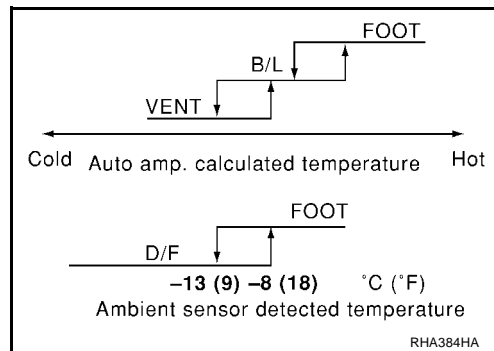 FOOT
B/L
VENT
Cold Auto amp. calculated temperature Hot
FOOT
D/F
–13 (9) –8 (18) ˚C (˚F)
Ambient sensor detected temperature
RHA384HA